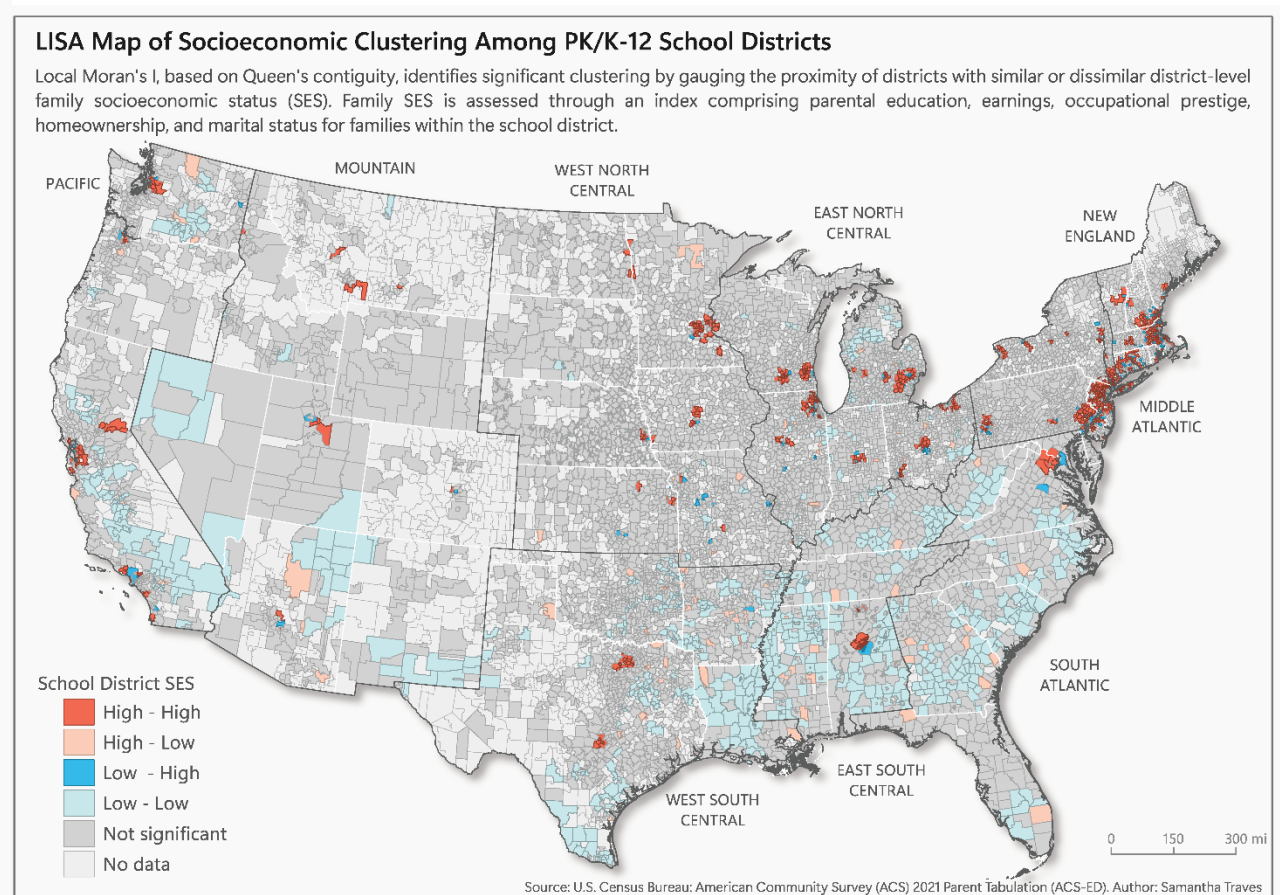 LISA Map of Socioeconomic Clustering Among PK/K-12 School Districts
Local Moran's I, based on Queen's contiguity, identifies significant clustering by gauging the proximity of districts with similar or dissimilar district-level
family socioeconomic status (SES). Family SES is assessed through an index comprising parental education, earnings, occupational prestige,
homeownership, and marital status for families within the school district.
PACIFIC
MOUNTAIN
WEST NORTH
CENTRAL
EAST NORTH
CENTRAL
NEW
ENGLAND
MIDDLE
ATLANTIC
SOUTH
ATLANTIC
EAST SOUTH
CENTRAL
WEST SOUTH
CENTRAL
School District SES
High - High
High - Low
Low - High
Low - Low
Not significant
No data
0 150 300 mi
Source: U.S. Census Bureau: American Community Survey (ACS) 2021 Parent Tabulation (ACS-ED). Author: Samantha Traves